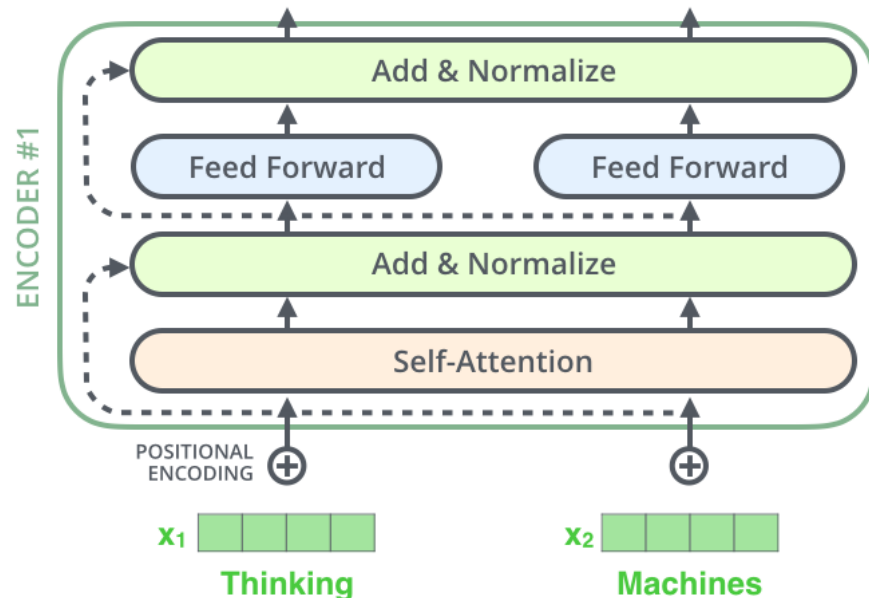 ENCODER #1
Add & Normalize
Feed Forward
Feed Forward
Add & Normalize
Self-Attention
POSITIONAL
ENCODING
x₁
x₂
Thinking
Machines